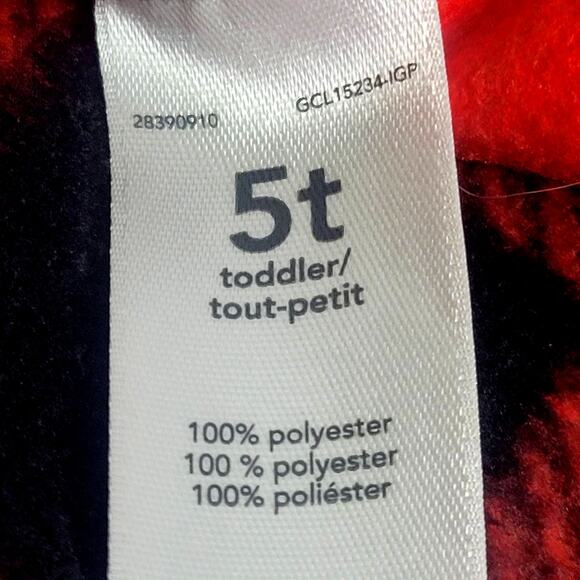 28390910
GCL15234-IGP
5t
toddler/
tout-petit
100% polyester
100 % polyester
100% poliéster